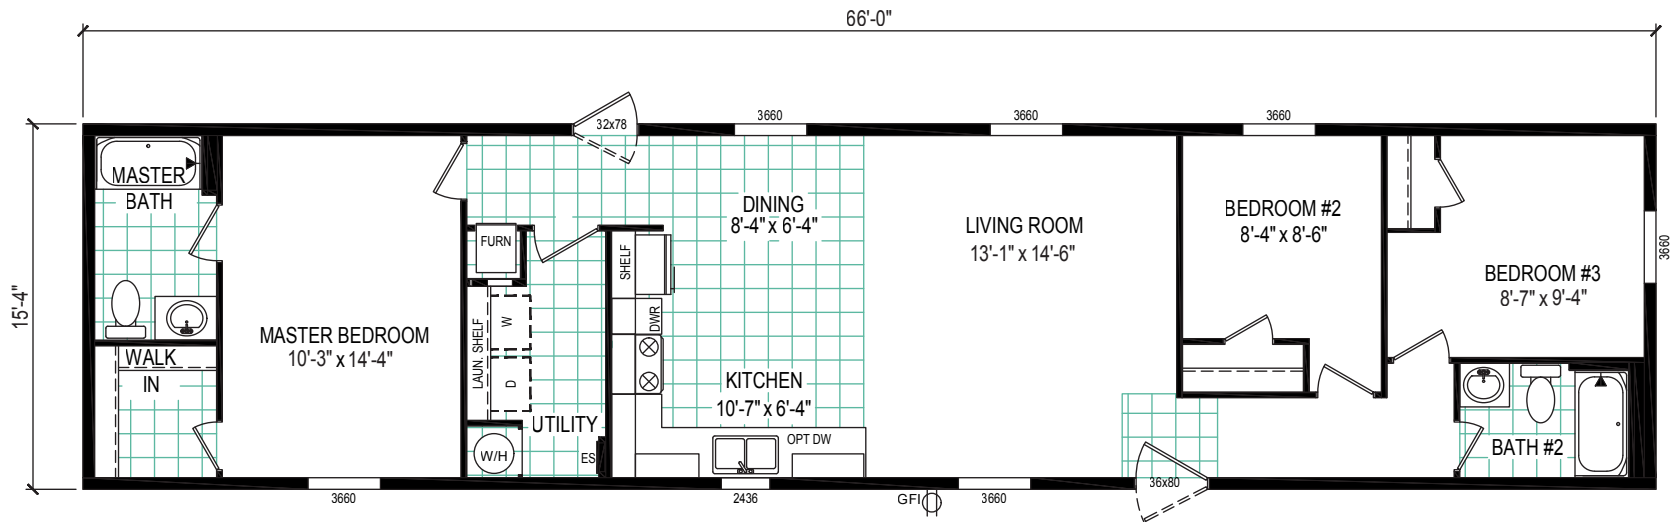 66'-0"
15'-4"
32x78
3660
3660
3660
MASTER
BATH
WALK
IN
MASTER BEDROOM
10'-3" x 14'-4"
FURN
LAUN. SHELF
W
D
W/H
UTILITY
ES
SHELF
DWR
DINING
8'-4" x 6'-4"
KITCHEN
10'-7" x 6'-4"
OPT DW
LIVING ROOM
13'-1" x 14'-6"
BEDROOM #2
8'-4" x 8'-6"
BEDROOM #3
8'-7" x 9'-4"
3660
BATH #2
36x80
3660
2436
GFI
3660